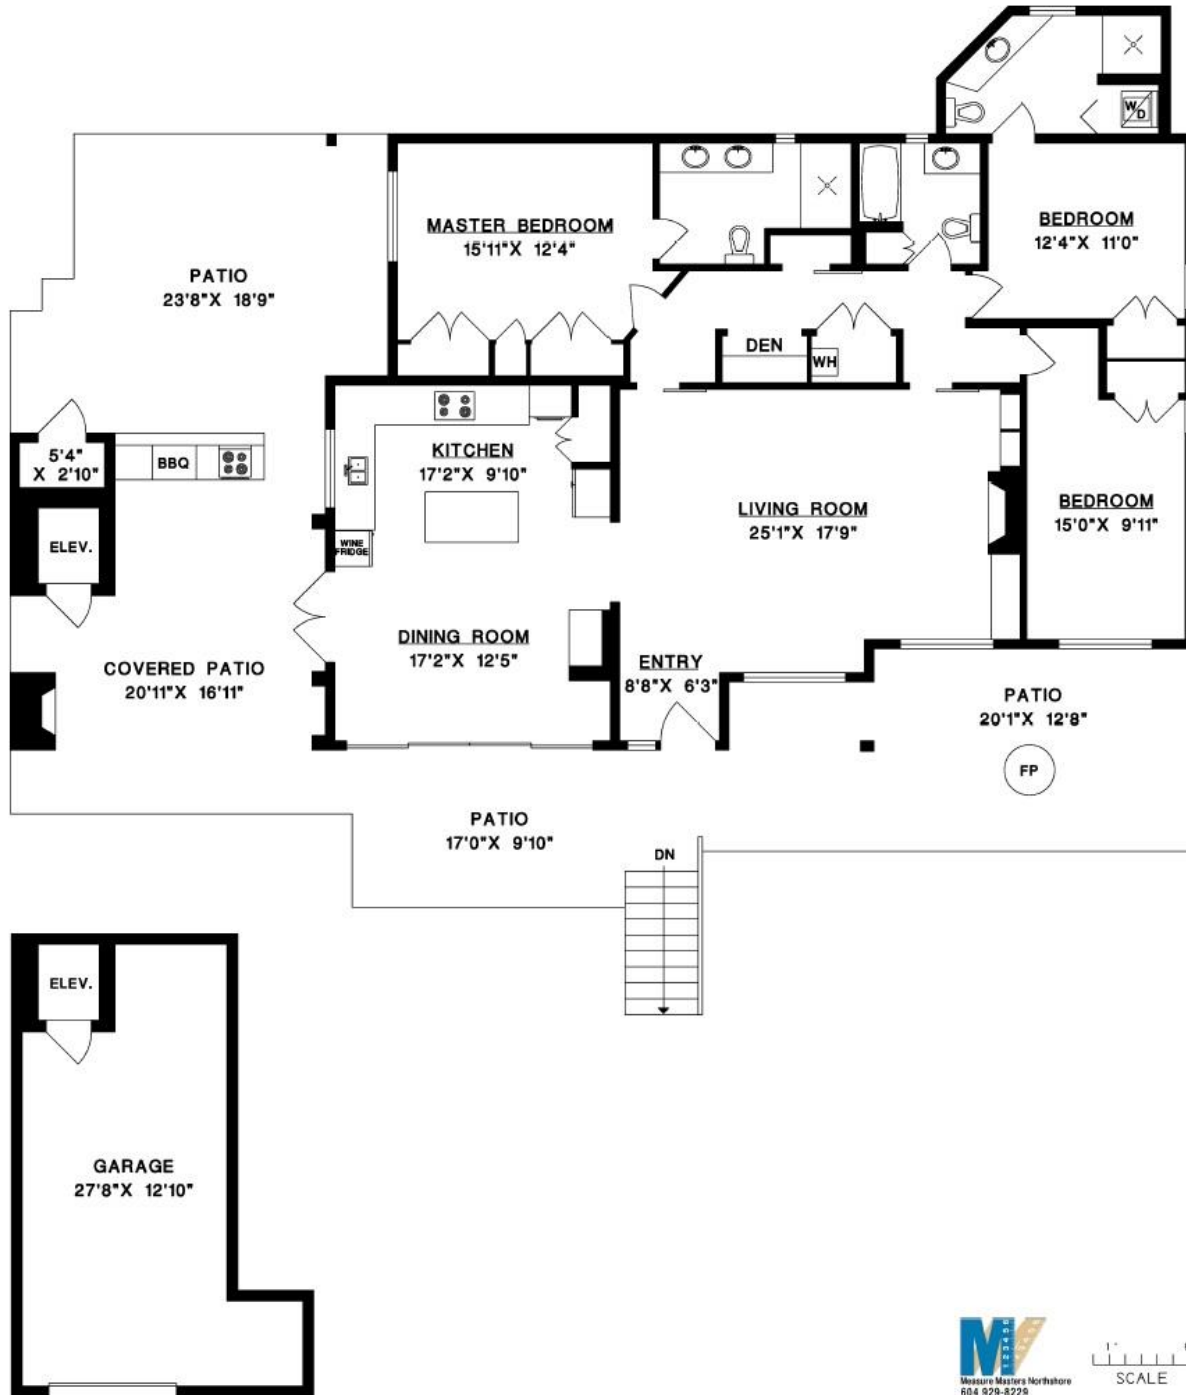 W
D
MASTER BEDROOM
15'11"X 12'4"
BEDROOM
12'4"X 11'0"
PATIO
23'8"X 18'9"
DEN
WH
5'4"
X 2'10"
BBQ
KITCHEN
17'2"X 9'10"
LIVING ROOM
25'1"X 17'9"
BEDROOM
15'0"X 9'11"
ELEV.
WINE
FRIDGE
DINING ROOM
17'2"X 12'5"
COVERED PATIO
20'11"X 16'11"
ENTRY
8'8"X 6'3"
PATIO
20'1"X 12'8"
FP
PATIO
17'0"X 9'10"
DN
ELEV.
GARAGE
27'8"X 12'10"
123456
Measure Masters Northshore
604 929-8229
SCALE